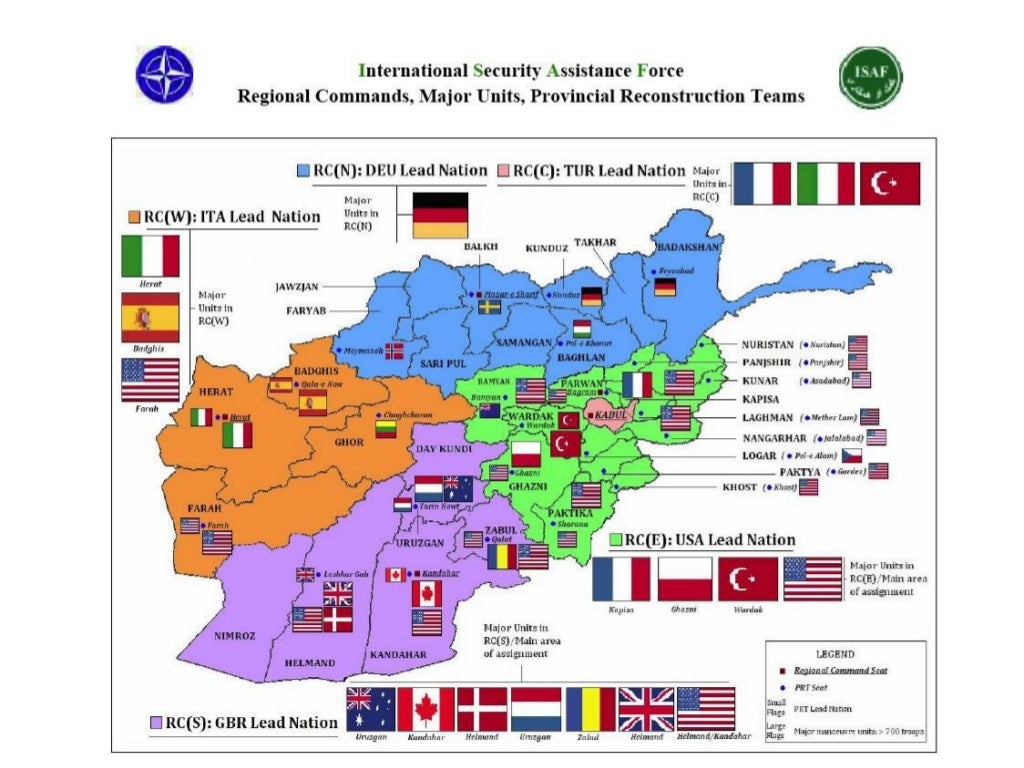 International Security Assistance Force
Regional Commands, Major Units, Provincial Reconstruction Teams
ISAF
RC(N): DEU Lead Nation
RC(C): TUR Lead Nation
Major
Units in
RC(C)
Major
Units in
RC(N)
RC(W): ITA Lead Nation
Herat
Major
Units in
RC(W)
Badghis
Farah
BALKH
KUNDUZ
TAKHAR
BADAKSHAN
Feyzabad
JAWZJAN
Mazar-e Sharif
Kunduz
FARYAB
SAMANGAN
Pol-e Khomri
Maymaneh
SARI PUL
BAGHLAN
NURISTAN (Nuristan)
PANJSHIR (Panjshir)
KUNAR (Asadabad)
KAPISA
LAGHMAN (Mether Lam)
NANGARHAR (Jalalabad)
LOGAR (Pol-e Alam)
PAKTYA (Gardez)
KHOST (Khost)
BADGHIS
Qala-e Now
HERAT
Herat
Chaghcharan
GHOR
BAMYAN
Bamyan
PARWAN
Bagram
WARDAK
Wardak
KABUL
DAY KUNDI
Ghazni
GHAZNI
FARAH
Farah
Tarin Kowt
URUZGAN
ZABUL
Qalat
PAKTIKA
Sharana
RC(E): USA Lead Nation
Kapisa
Ghazni
Wardak
Major Units in
RC(E)/Main area
of assignment
Lashkar Gah
Kandahar
NIMROZ
HELMAND
KANDAHAR
Major Units in
RC(S)/Main area
of assignment
RC(S): GBR Lead Nation
Uruzgan
Kandahar
Helmand
Uruzgan
Zabul
Helmand
Helmand/Kandahar
LEGEND
Regional Command Seat
PRT Seat
Small
Flags
PRT Lead Nation
Large
Flags
Major manoeuvre units > 700 troops